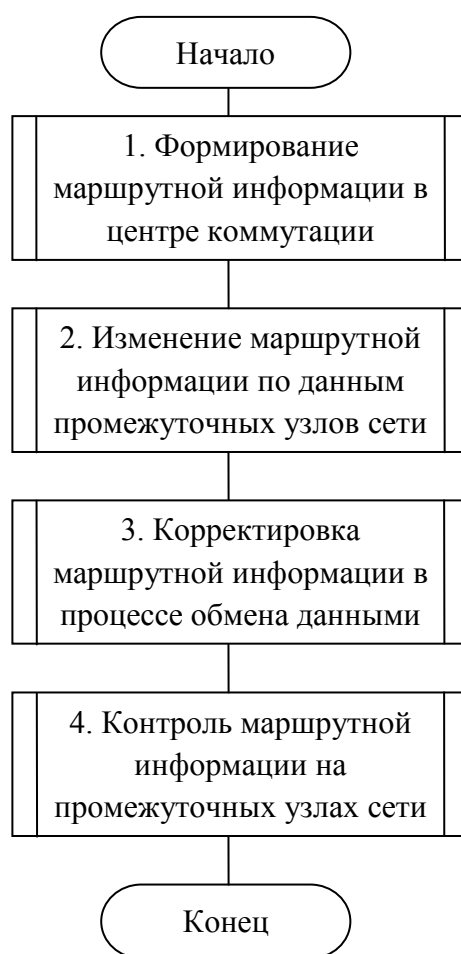 Начало
1. Формирование
маршрутной информации в
центре коммутации
2. Изменение маршрутной
информации по данным
промежуточных узлов сети
3. Корректировка
маршрутной информации в
процессе обмена данными
4. Контроль маршрутной
информации на
промежуточных узлах сети
Конец